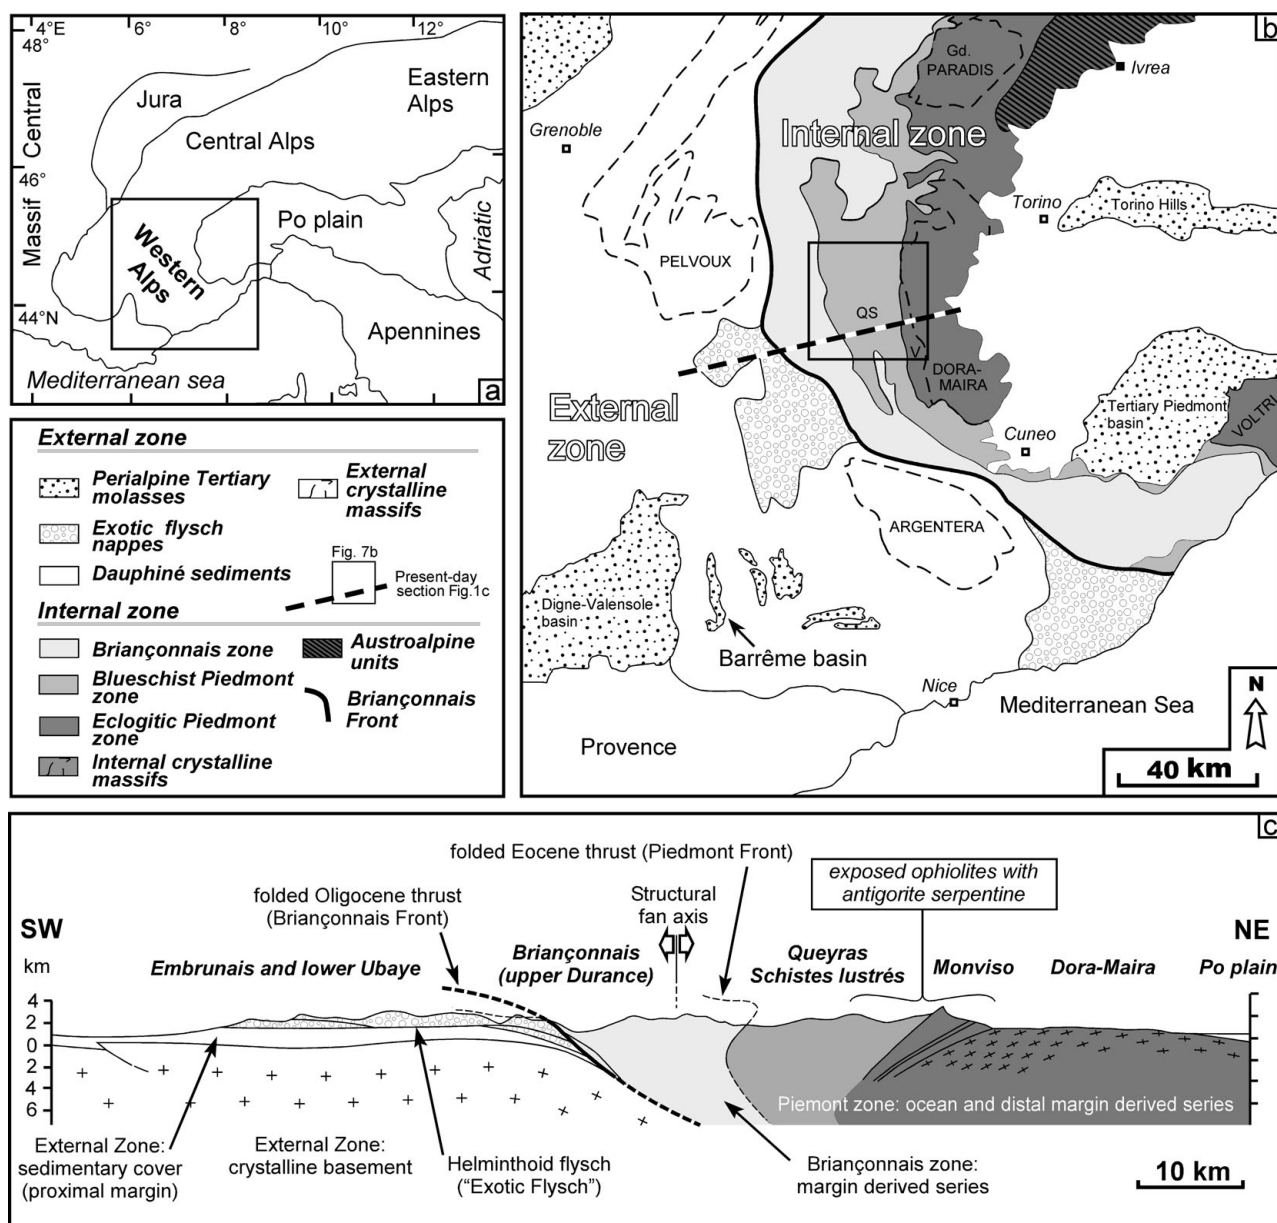 4°E
6°
8°
10°
12°
48°
46°
44°N
Central
Massif
Jura
Eastern
Alps
Central Alps
Po plain
Western
Alps
Adriatic
Apennines
Mediterranean sea
a
b
Gd.
PARADIS
Ivrea
Grenoble
Internal zone
Torino
Torino Hills
PELVOUX
QS
V
DORA-
MAIRA
External
zone
Tertiary Piedmont
basin
VOLTRI
Cuneo
ARGENTERA
Digne-Valensole
basin
Barrême basin
Nice
Mediterranean Sea
Provence
N
40 km
External zone
Perialpine Tertiary
molasses
External
crystalline
massifs
Exotic flysch
nappes
Dauphiné sediments
Fig. 7b
Present-day
section Fig.1c
Internal zone
Briançonnais zone
Austroalpine
units
Blueschist Piedmont
zone
Briançonnais
Front
Eclogitic Piedmont
zone
Internal crystalline
massifs
c
folded Eocene thrust (Piedmont Front)
exposed ophiolites with
antigorite serpentine
folded Oligocene thrust
(Briançonnais Front)
Structural
fan axis
SW
NE
km
Embrunais and lower Ubaye
Briançonnais
(upper Durance)
Queyras
Schistes lustrés
Monviso
Dora-Maira
Po plain
4
2
0
2
4
6
Piemont zone: ocean and distal margin derived series
External Zone:
sedimentary cover
(proximal margin)
External Zone:
crystalline basement
Helminthoid flysch
("Exotic Flysch")
Briançonnais zone:
margin derived series
10 km